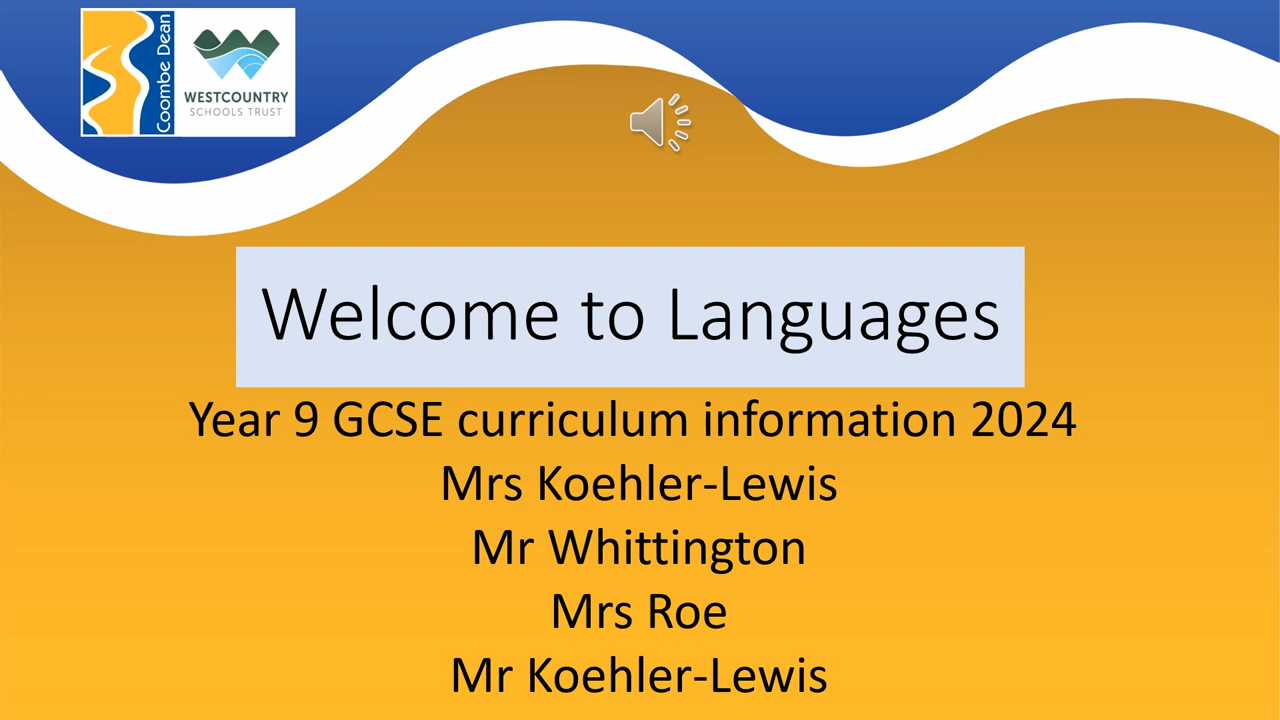 Coombe Dean
WESTCOUNTRY
SCHOOLS TRUST
Welcome to Languages
Year 9 GCSE curriculum information 2024
Mrs Koehler-Lewis
Mr Whittington
Mrs Roe
Mr Koehler-Lewis